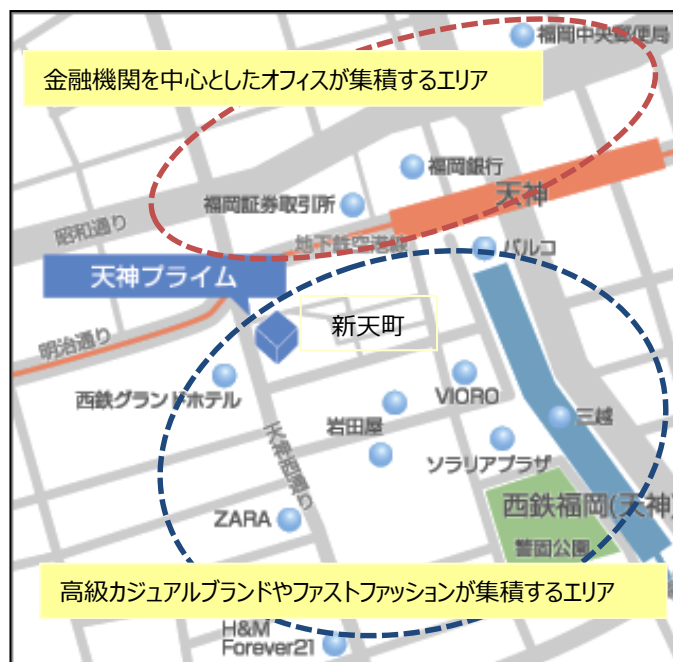 福岡中央郵便局
金融機関を中心としたオフィスが集積するエリア
福岡銀行
天神
福岡証券取引所
昭和通り
地下鉄空港線
パルコ
天神プライム
新天町
明治通り
西鉄グランドホテル
VIORO
岩田屋
三越
天神西通り
ソラリアプラザ
ZARA
西鉄福岡(天神)
警固公園
高級カジュアルブランドやファストファッションが集積するエリア
H&M
Forever21